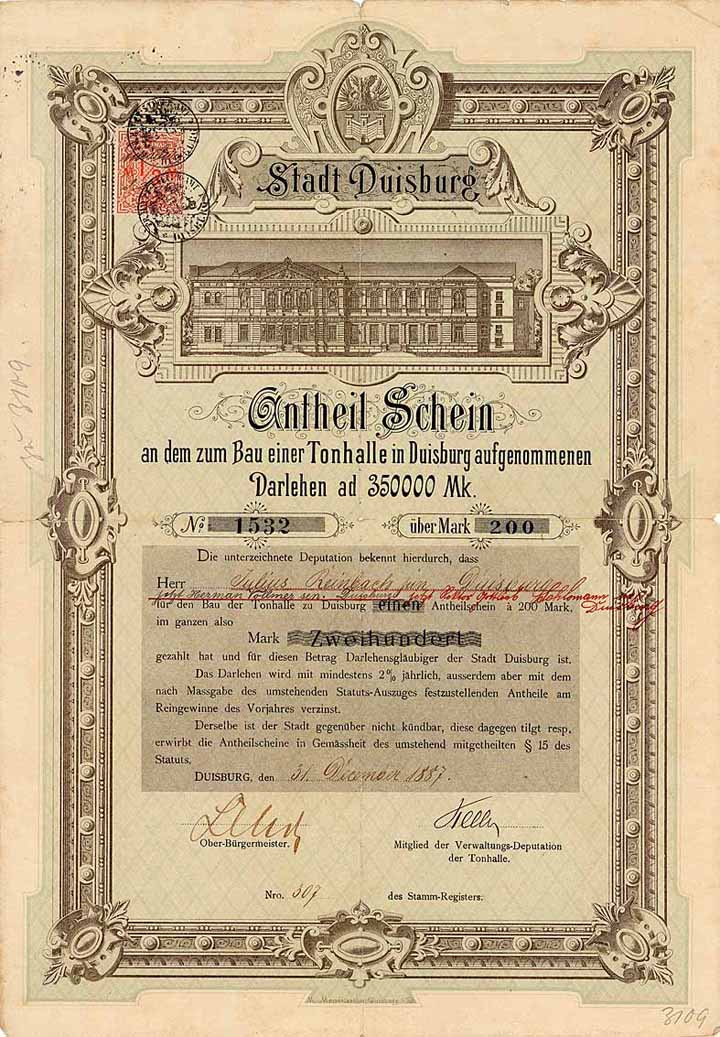 Stadt Duisburg
Antheil Schein
an dem zum Bau einer Tonhalle in Duisburg aufgenommenen
Darlehen ad 350000 Mk.
No. 1532 über Mark 200
Die unterzeichnete Deputation bekennt hierdurch, dass
Herr Julius Reinbach jun
jetzt Herman Vollmer sen. Duisburg jetzt
für den Bau der Tonhalle zu Duisburg einen Antheilschein à 200 Mark,
im ganzen also
Mark Zweihundert
gezahlt hat und für diesen Betrag Darlehensgläubiger der Stadt Duisburg ist.
Das Darlehen wird mit mindestens 2% jährlich, ausserdem aber mit dem
nach Massgabe des umstehenden Statuts-Auszuges festzustellenden Antheile am
Reingewinne des Vorjahres verzinst.
Derselbe ist der Stadt gegenüber nicht kündbar, diese dagegen tilgt resp.
erwirbt die Antheilscheine in Gemässheit des umstehend mitgetheilten § 15 des
Statuts.
DUISBURG, den 31. December 1887.
Ober-Bürgermeister.
Keller
Mitglied der Verwaltungs-Deputation
der Tonhalle.
Nro. 307 des Stamm-Registers.
3109
3109